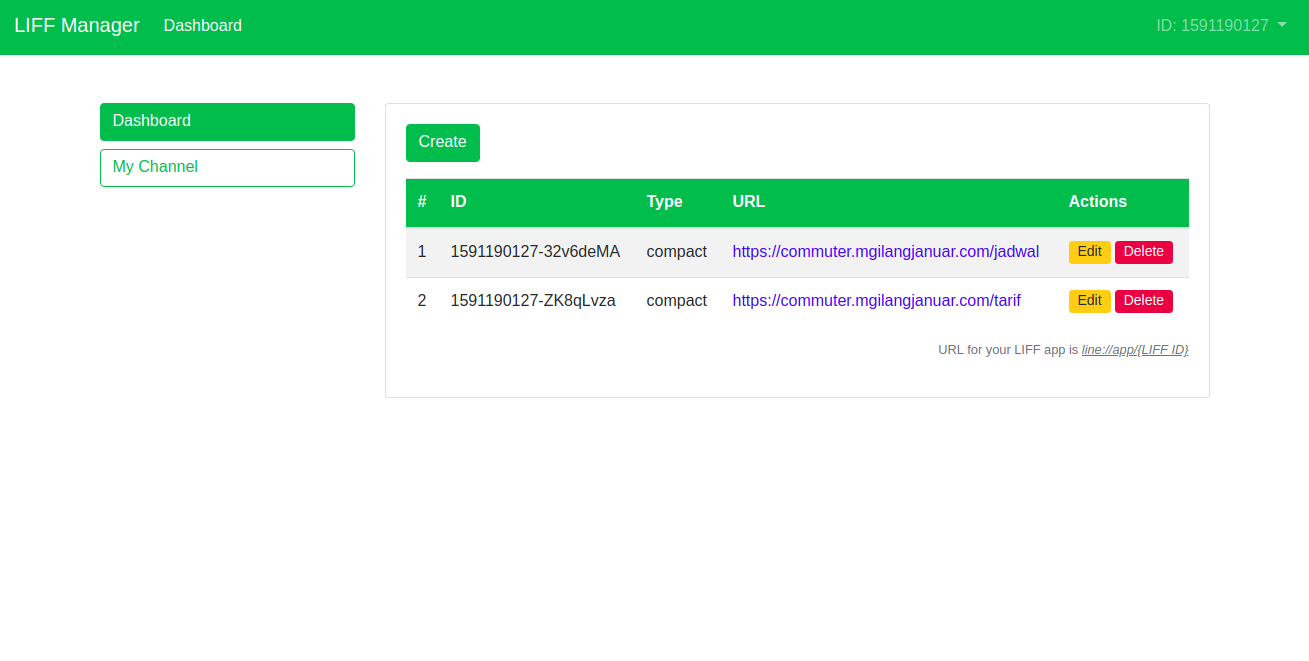 LIFF Manager Dashboard ID: 1591190127
Dashboard
My Channel
Create
# ID Type URL Actions
1 1591190127-32v6deMA compact https://commuter.mgilangjanuar.com/jadwal Edit Delete
2 1591190127-ZK8qLvza compact https://commuter.mgilangjanuar.com/tarif Edit Delete
URL for your LIFF app is line://app/{LIFF ID}